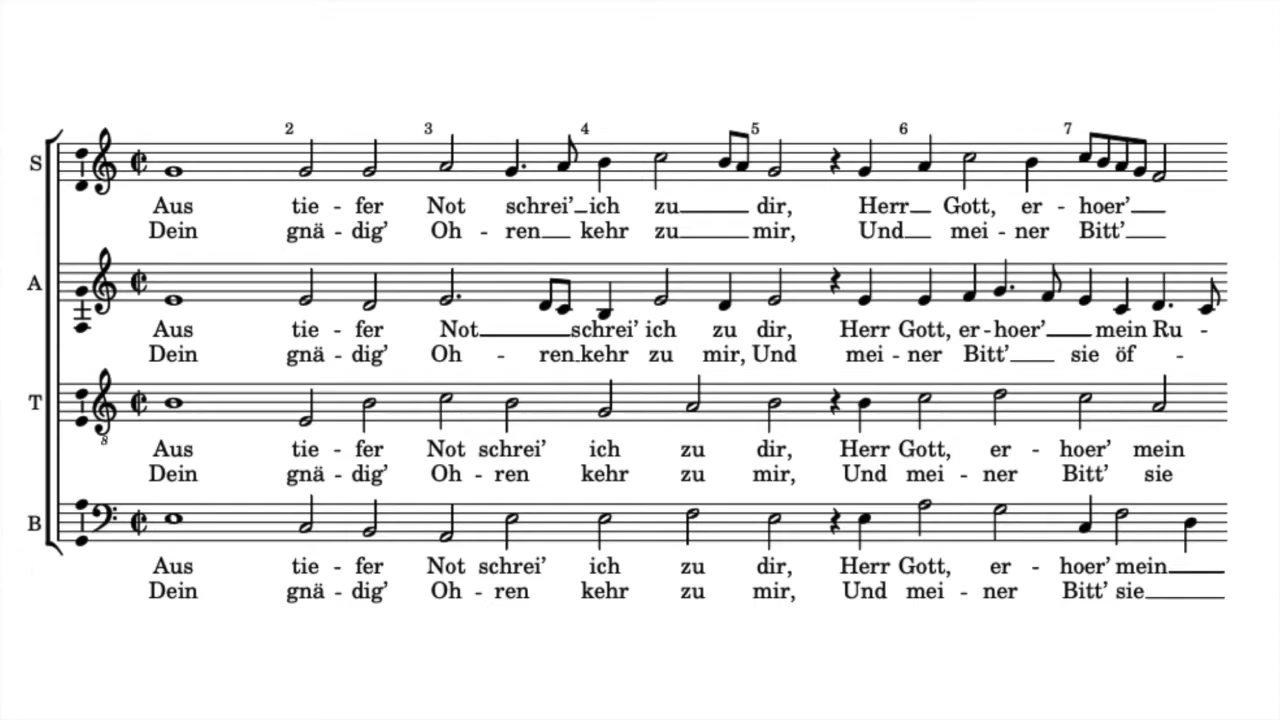 2 3 4 5 6 7
S
Aus tie - fer Not schrei’ ich zu dir, Herr Gott, er - hoer’
Dein gnä - dig’ Oh - ren kehr zu mir, Und mei - ner Bitt’
A
Aus tie - fer Not schrei’ ich zu dir, Herr Gott, er - hoer’ mein Ru -
Dein gnä - dig’ Oh - ren kehr zu mir, Und mei - ner Bitt’ sie öf -
T
8
Aus tie - fer Not schrei’ ich zu dir, Herr Gott, er - hoer’ mein
Dein gnä - dig’ Oh - ren kehr zu mir, Und mei - ner Bitt’ sie
B
Aus tie - fer Not schrei’ ich zu dir, Herr Gott, er - hoer’ mein
Dein gnä - dig’ Oh - ren kehr zu mir, Und mei - ner Bitt’ sie